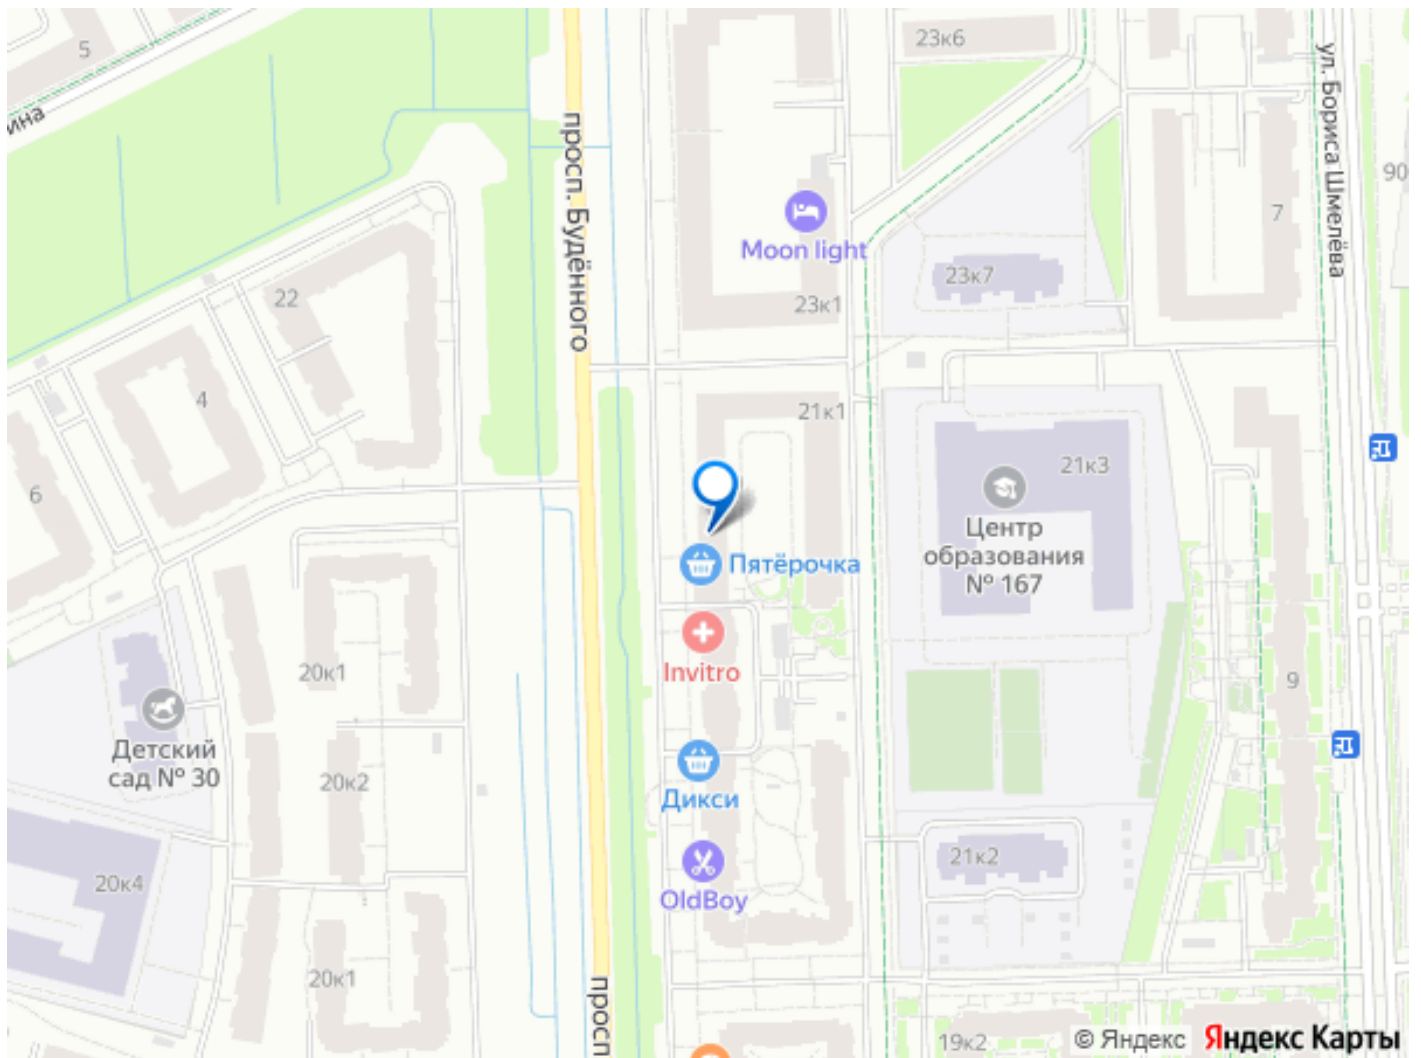 5
23к6
ина
просп. Будённого
ул. Бориса Шмелёва
90
7
Moon light
23к7
22
23к1
4
21к1
6
21к3
Центр
образования
№ 167
Пятёрочка
Invitro
20к1
9
Детский
сад № 30
20к2
Дикси
21к2
20к4
OldBoy
20к1
просп
19к2
© Яндекс
Яндекс Карты